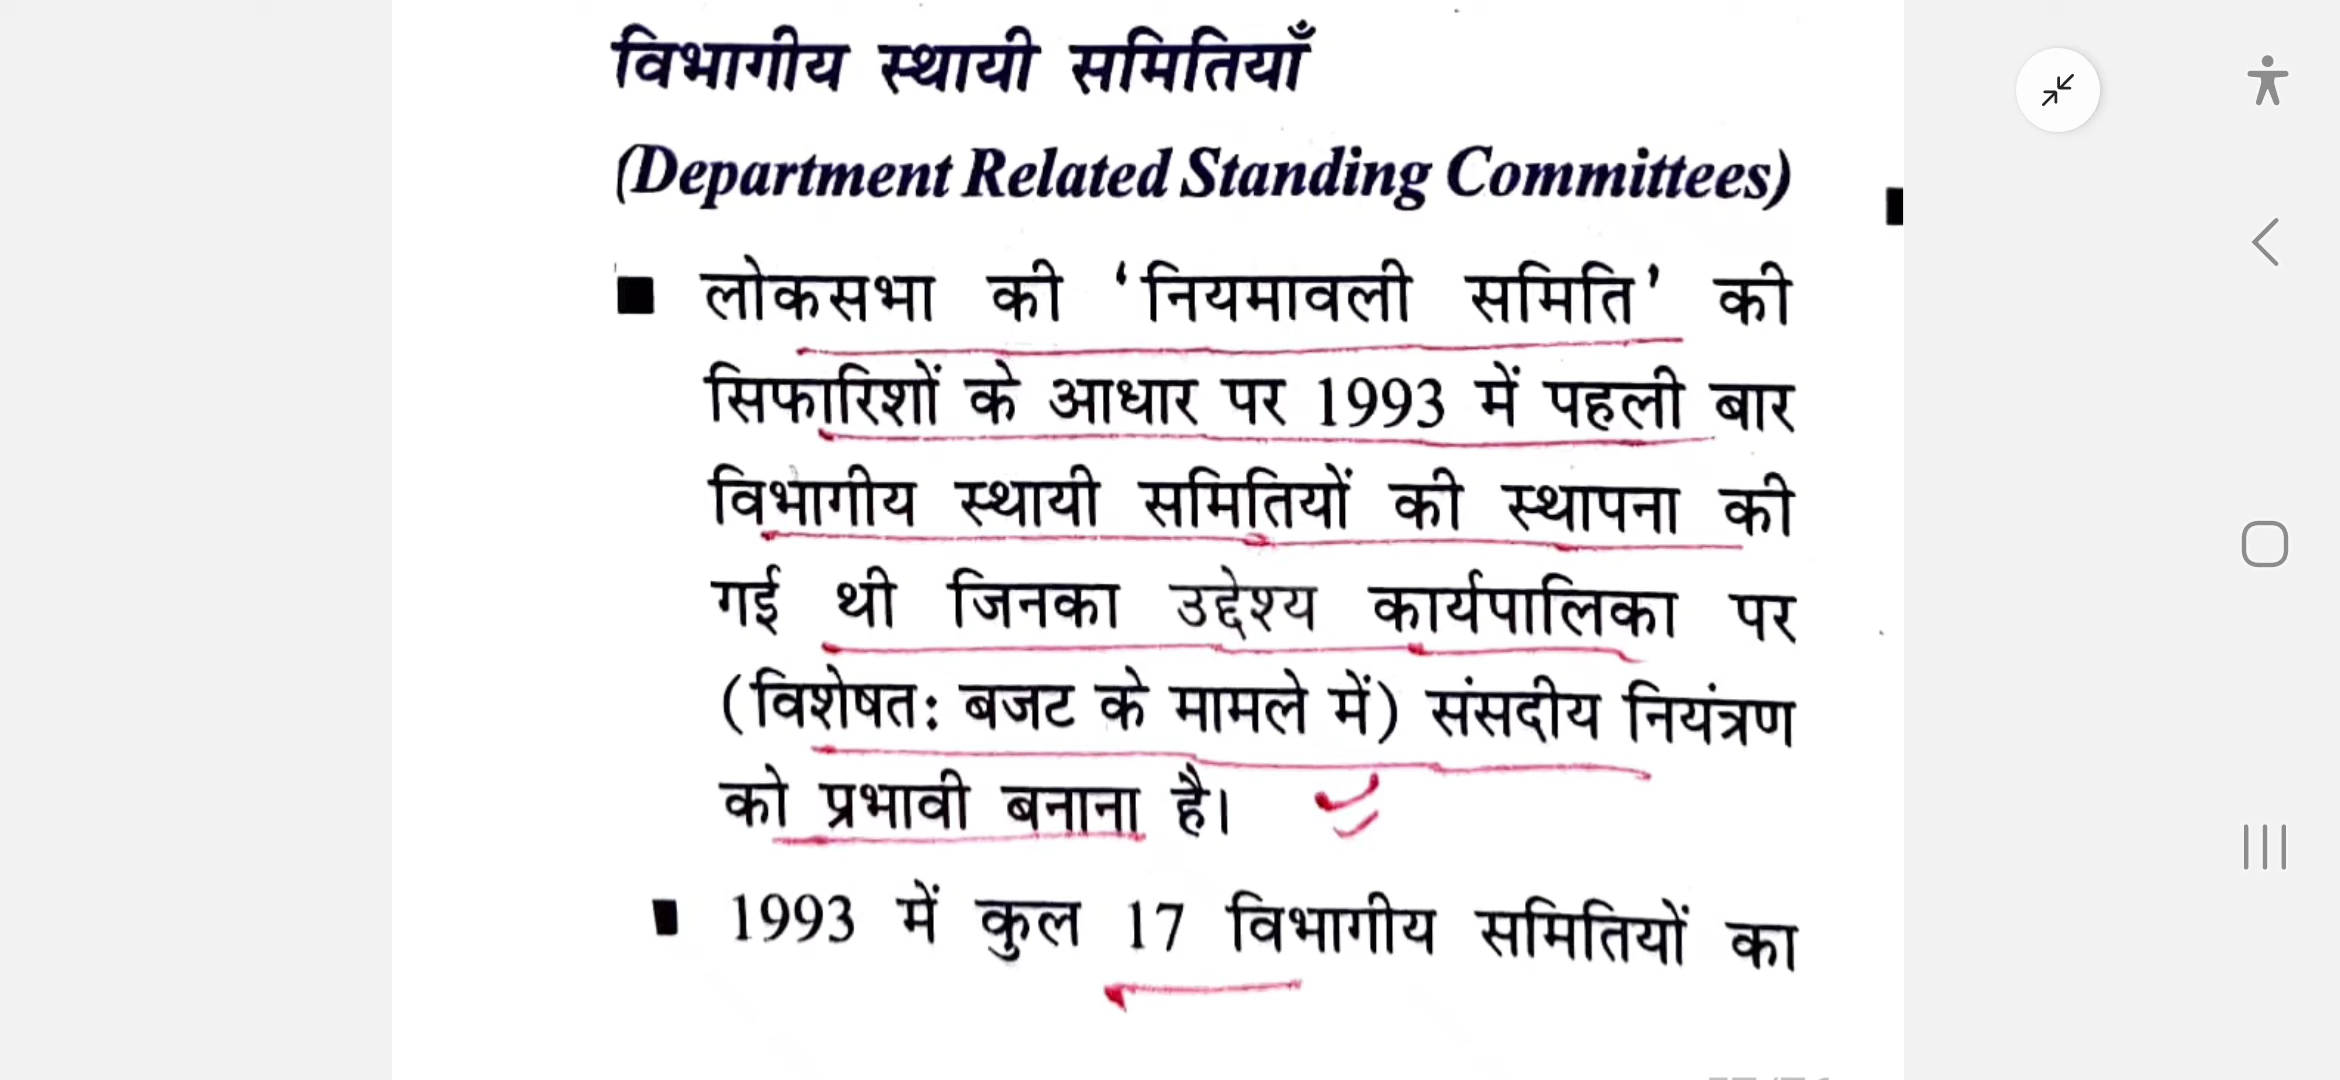 विभागीय स्थायी समितियाँ
(Department Related Standing Committees)
■ लोकसभा की ‘नियमावली समिति’ की
सिफारिशों के आधार पर 1993 में पहली बार
विभागीय स्थायी समितियों की स्थापना की
गई थी जिनका उद्देश्य कार्यपालिका पर
(विशेषतः बजट के मामले में) संसदीय नियंत्रण
को प्रभावी बनाना है।
■ 1993 में कुल 17 विभागीय समितियों का